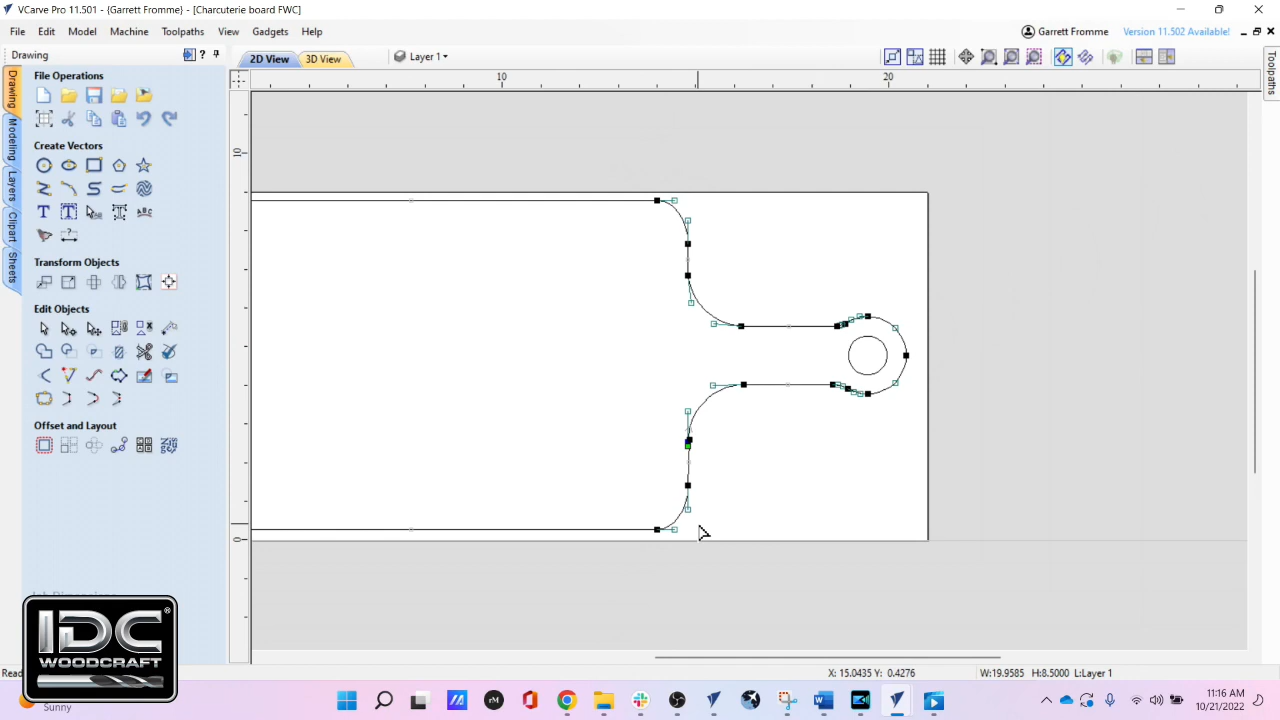 VCarve Pro 11.501 - {Garrett Fromme} - [Charcuterie board FWC]
File Edit Model Machine Toolpaths View Gadgets Help
Garrett Fromme Version 11.502 Available!
Drawing
2D View 3D View Layer 1
Toolpaths
Drawing
Modeling
Layers
Clipart
Sheets
File Operations
Create Vectors
Transform Objects
Edit Objects
Offset and Layout
10 20
10
0
IDC®
WOODCRAFT
Sunny
X: 15.0435 Y: 0.4276 W:19.9585 H:8.5000 L:Layer 1
11:16 AM
10/21/2022